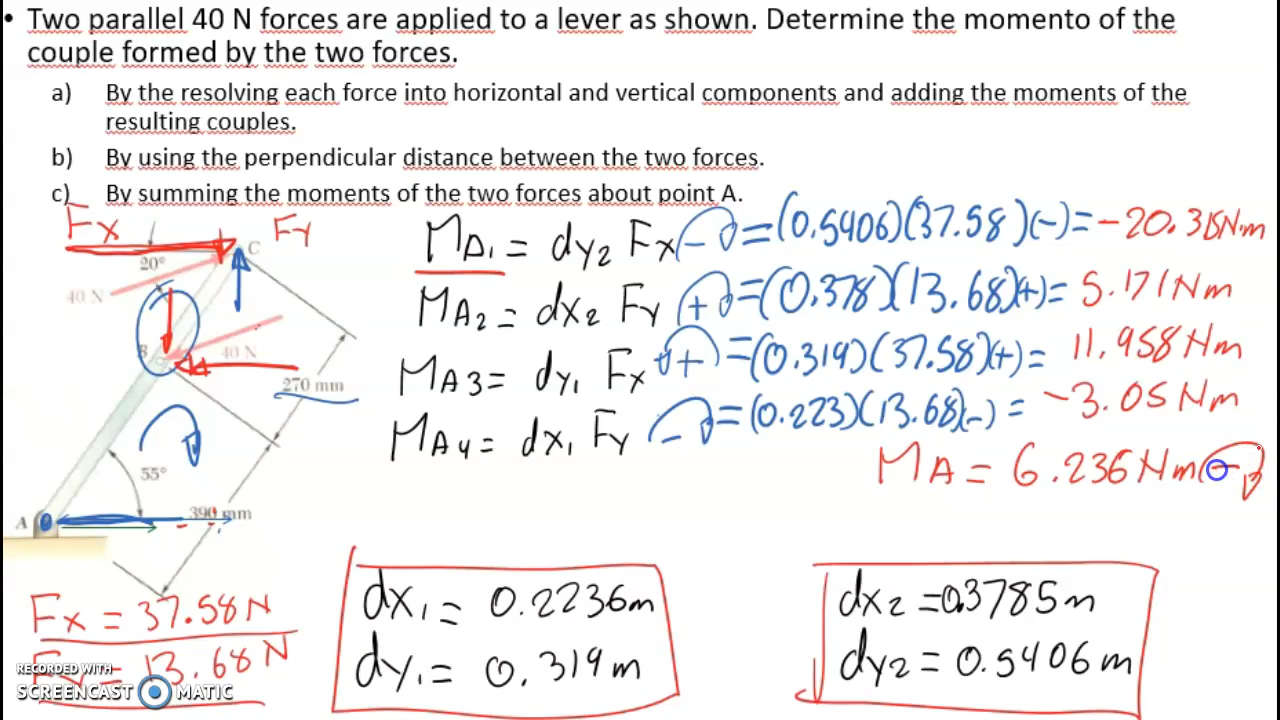 • Two parallel 40 N forces are applied to a lever as shown. Determine the momento of the
couple formed by the two forces.
a) By the resolving each force into horizontal and vertical components and adding the moments of the
resulting couples.
b) By using the perpendicular distance between the two forces.
c) By summing the moments of the two forces about point A.
Fx
Fy
C
20°
40 N
B
40 N
270 mm
55°
A
390 mm
MA1 = dy2 Fx - = (0.5406)(37.58)(-) = -20.315 N.m
MA2 = dx2 Fy + = (0.378)(13.68)(+) = 5.171 Nm
MA3 = dy1 Fx + = (0.319)(37.58)(+) = 11.958 Nm
MA4 = dx1 Fy - = (0.223)(13.68)(-) = -3.05 Nm
MA = 6.236 Nm -
Fx = 37.58 N
Fy = 13.68 N
dx1 = 0.2236m
dy1 = 0.319 m
dx2 = 0.3785 m
dy2 = 0.5406 m
RECORDED WITH
SCREENCAST MATIC